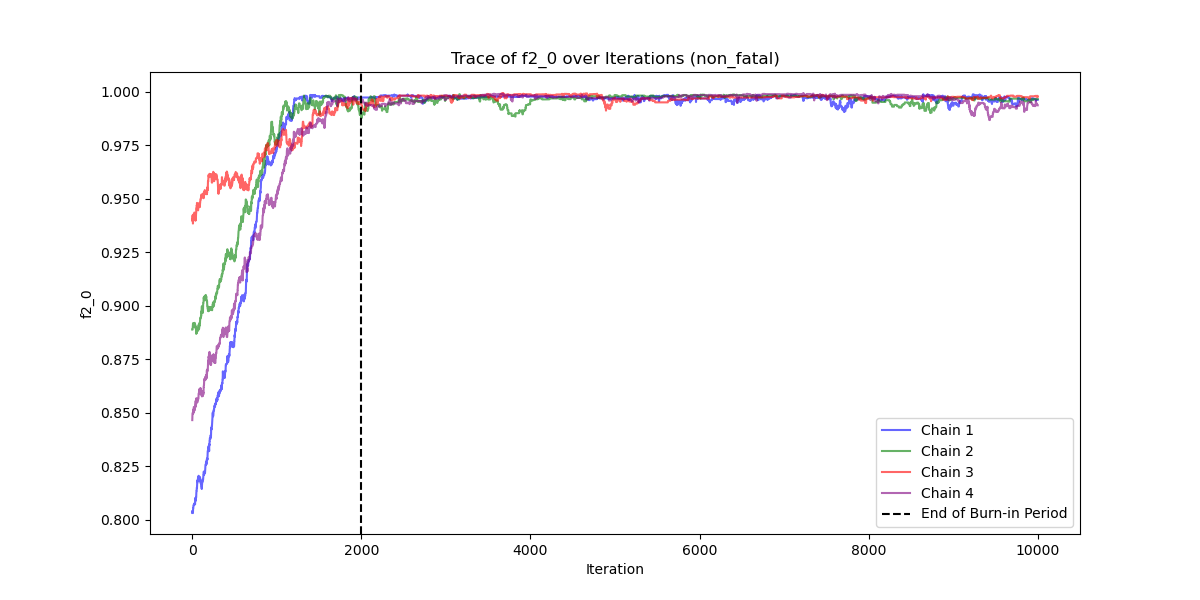 Trace of f2_0 over Iterations (non_fatal)
1.000
0.975
0.950
0.925
0.900
0.875
0.850
0.825
0.800
f2_0
Chain 1
Chain 2
Chain 3
Chain 4
End of Burn-in Period
0 2000 4000 6000 8000 10000
Iteration